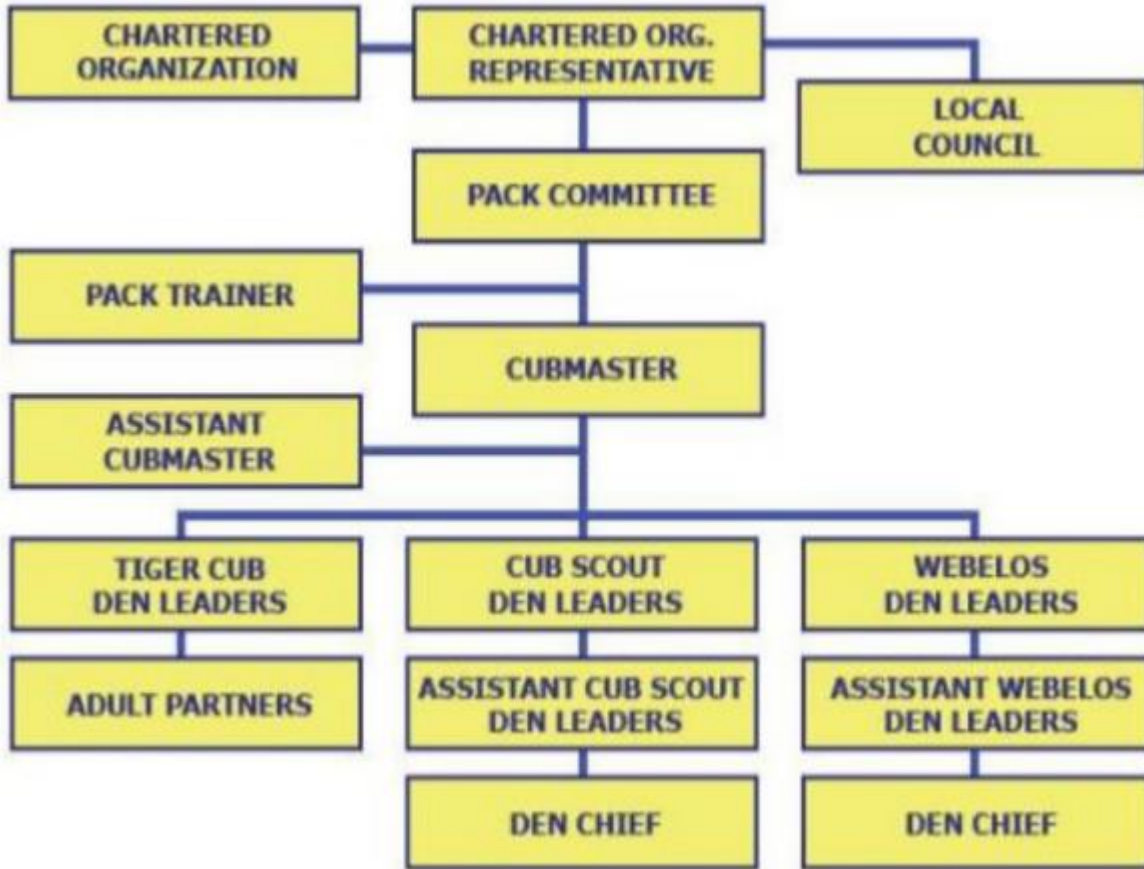 CHARTERED
ORGANIZATION
CHARTERED ORG.
REPRESENTATIVE
LOCAL
COUNCIL
PACK COMMITTEE
PACK TRAINER
CUBMASTER
ASSISTANT
CUBMASTER
TIGER CUB
DEN LEADERS
CUB SCOUT
DEN LEADERS
WEBELOS
DEN LEADERS
ADULT PARTNERS
ASSISTANT CUB SCOUT
DEN LEADERS
ASSISTANT WEBELOS
DEN LEADERS
DEN CHIEF
DEN CHIEF